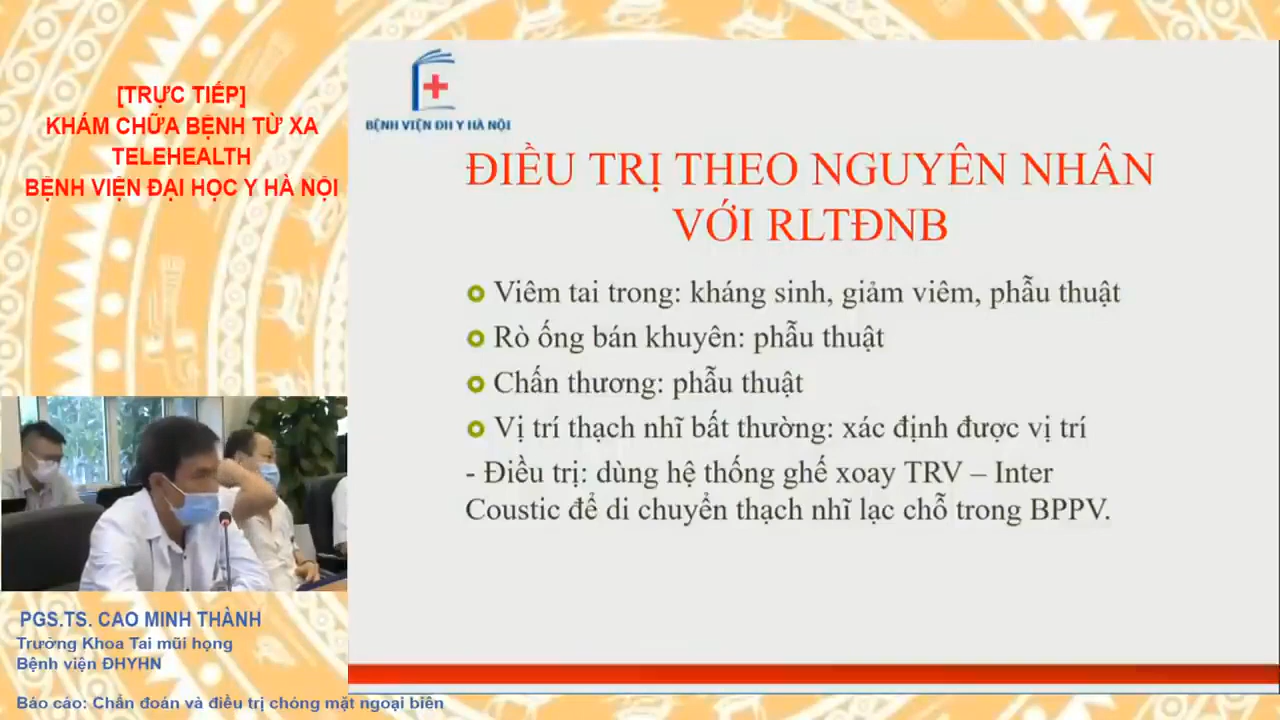 [TRỰC TIẾP]
KHÁM CHỮA BỆNH TỪ XA
TELEHEALTH
BỆNH VIỆN ĐẠI HỌC Y HÀ NỘI
BỆNH VIỆN ĐH Y HÀ NỘI
ĐIỀU TRỊ THEO NGUYÊN NHÂN
VỚI RLTĐNB
Viêm tai trong: kháng sinh, giảm viêm, phẫu thuật
Rò ống bán khuyên: phẫu thuật
Chấn thương: phẫu thuật
Vị trí thạch nhĩ bất thường: xác định được vị trí
- Điều trị: dùng hệ thống ghế xoay TRV – Inter
Coustic để di chuyển thạch nhĩ lạc chỗ trong BPPV.
PGS.TS. CAO MINH THÀNH
Trưởng Khoa Tai mũi họng
Bệnh viện ĐHYHN
Báo cáo: Chẩn đoán và điều trị chóng mặt ngoại biên